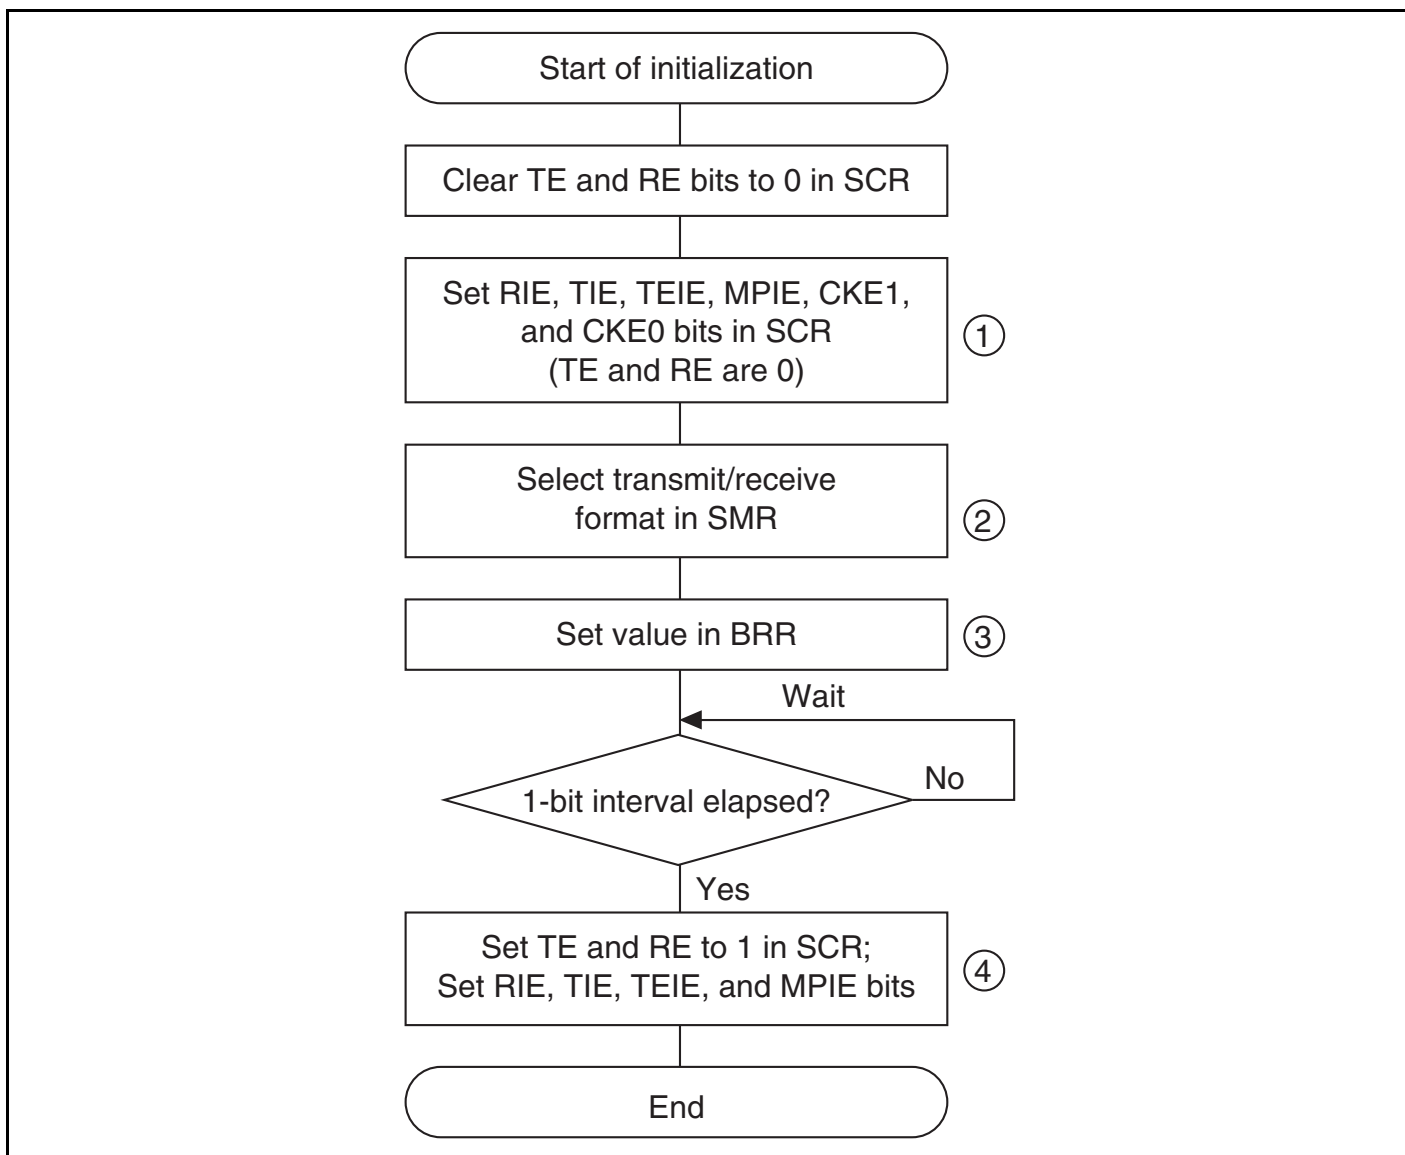 Start of initialization
Clear TE and RE bits to 0 in SCR
Set RIE, TIE, TEIE, MPIE, CKE1,
and CKE0 bits in SCR
(TE and RE are 0)
1
Select transmit/receive
format in SMR
2
Set value in BRR
3
Wait
No
1-bit interval elapsed?
Yes
Set TE and RE to 1 in SCR;
Set RIE, TIE, TEIE, and MPIE bits
4
End